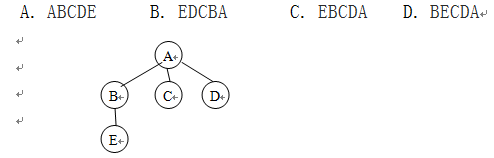 A. ABCDE B. EDCBA C. EBCDA D. BECDA↵
↵
↵
↵
↵
A↵
B↵ C↵ D↵
E↵